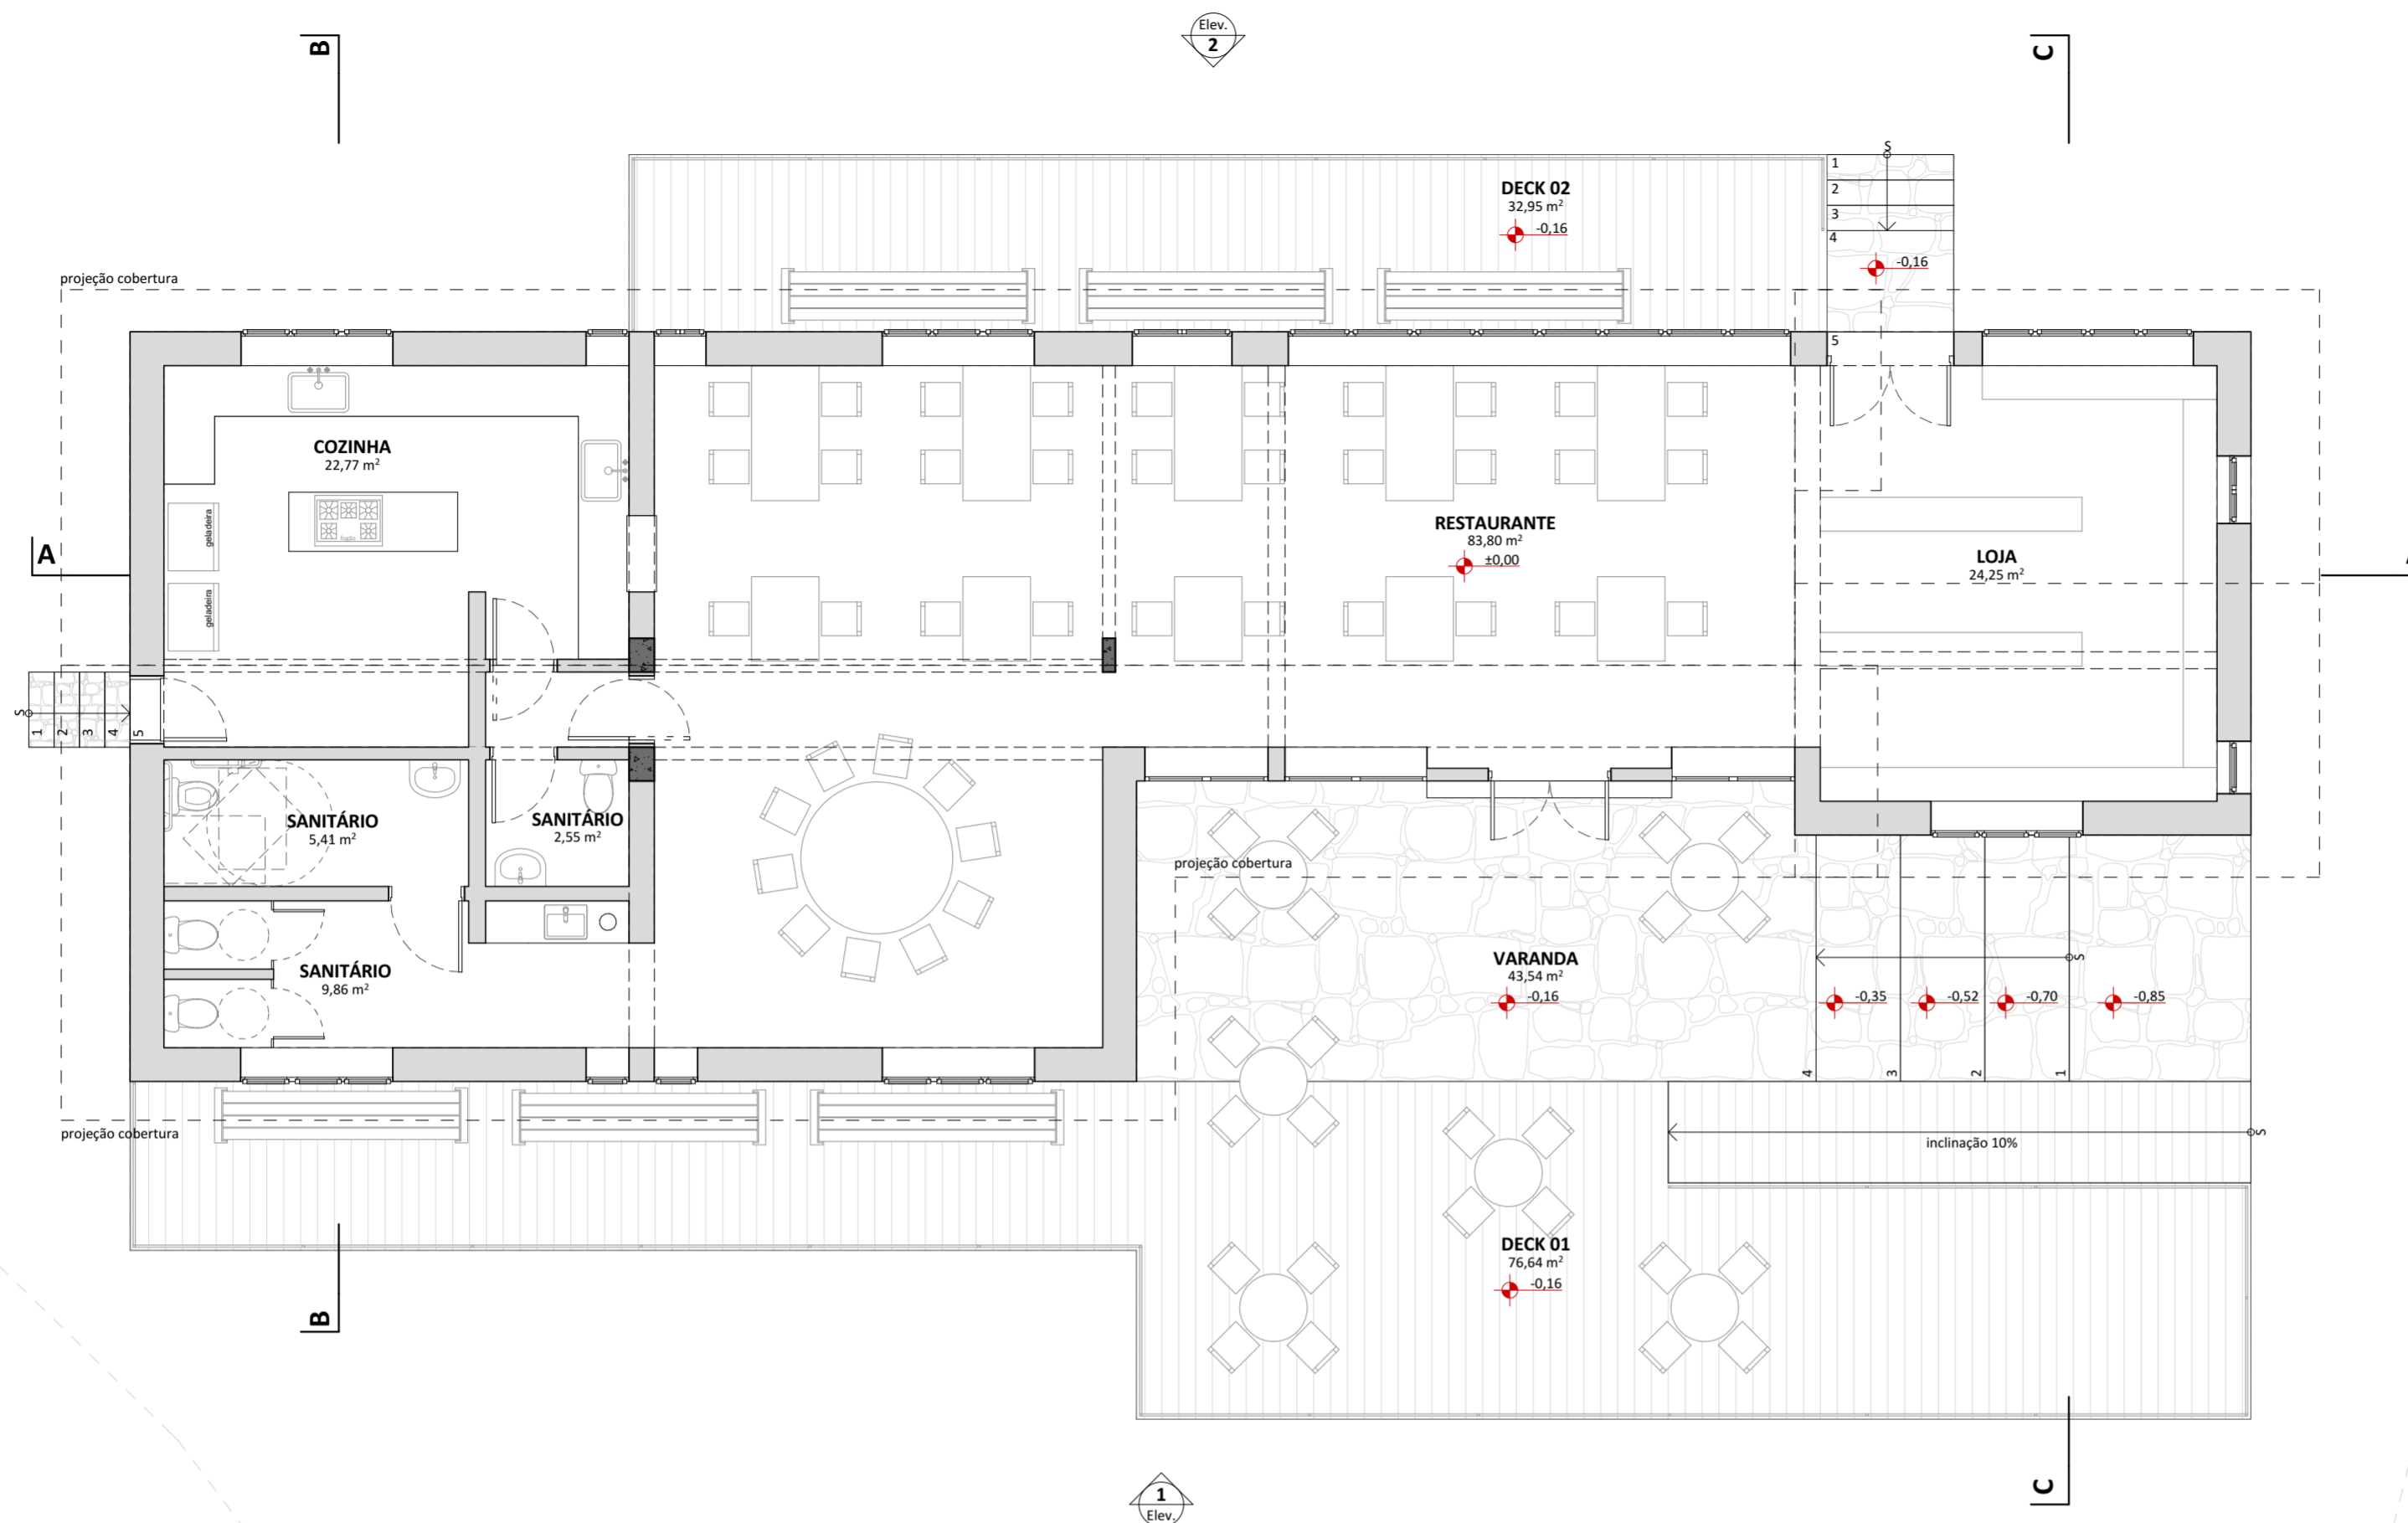 B
Elev.
2
C
S
1
2
3
4
DECK 02
32,95 m²
-0,16
-0,16
projeção cobertura
5
COZINHA
22,77 m²
geladeira
fogão
geladeira
RESTAURANTE
83,80 m²
±0,00
LOJA
24,25 m²
A
A
S
1
2
3
4
5
SANITÁRIO
5,41 m²
SANITÁRIO
2,55 m²
projeção cobertura
SANITÁRIO
9,86 m²
VARANDA
43,54 m²
-0,16
S
-0,35
-0,52
-0,70
-0,85
4
3
2
1
projeção cobertura
inclinação 10%
S
DECK 01
76,64 m²
-0,16
B
C
1
Elev.